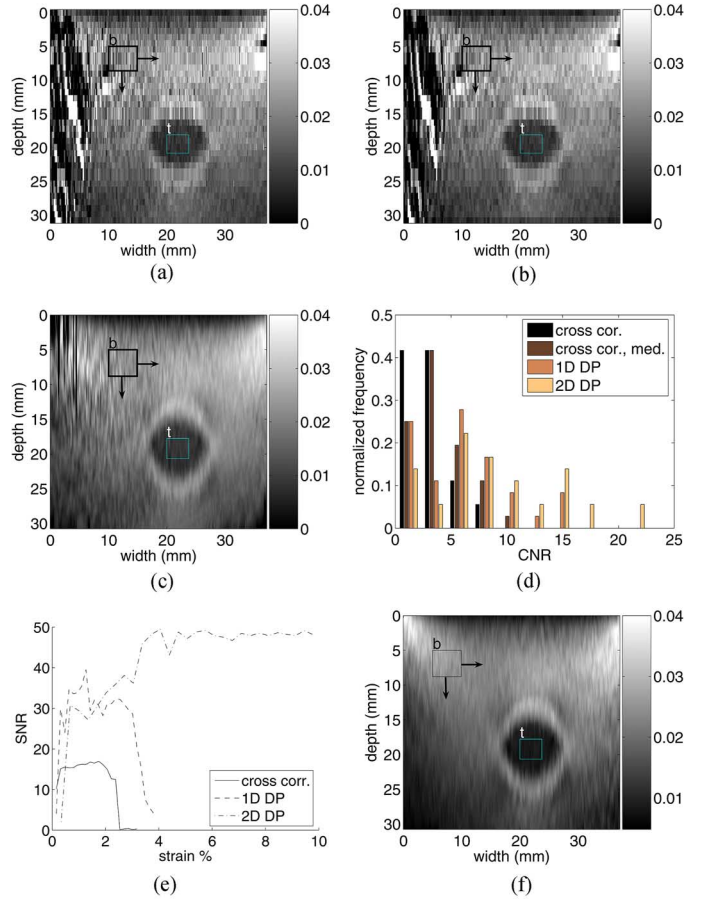 0
5
10
15
20
25
30
depth (mm)
b
t
0 10 20 30
width (mm)
0.04
0.03
0.02
0.01
0
(a)
0
5
10
15
20
25
30
depth (mm)
b
t
0 10 20 30
width (mm)
0.04
0.03
0.02
0.01
0
(b)
0
5
10
15
20
25
30
depth (mm)
b
t
0 10 20 30
width (mm)
0.04
0.03
0.02
0.01
0
(c)
0.5
0.4
0.3
0.2
0.1
0
normalized frequency
cross cor.
cross cor., med.
1D DP
2D DP
0 5 10 15 20 25
CNR
(d)
50
40
30
20
10
0
SNR
cross corr.
1D DP
2D DP
0 2 4 6 8 10
strain %
(e)
0
5
10
15
20
25
30
depth (mm)
b
t
0 10 20 30
width (mm)
0.04
0.03
0.02
0.01
(f)